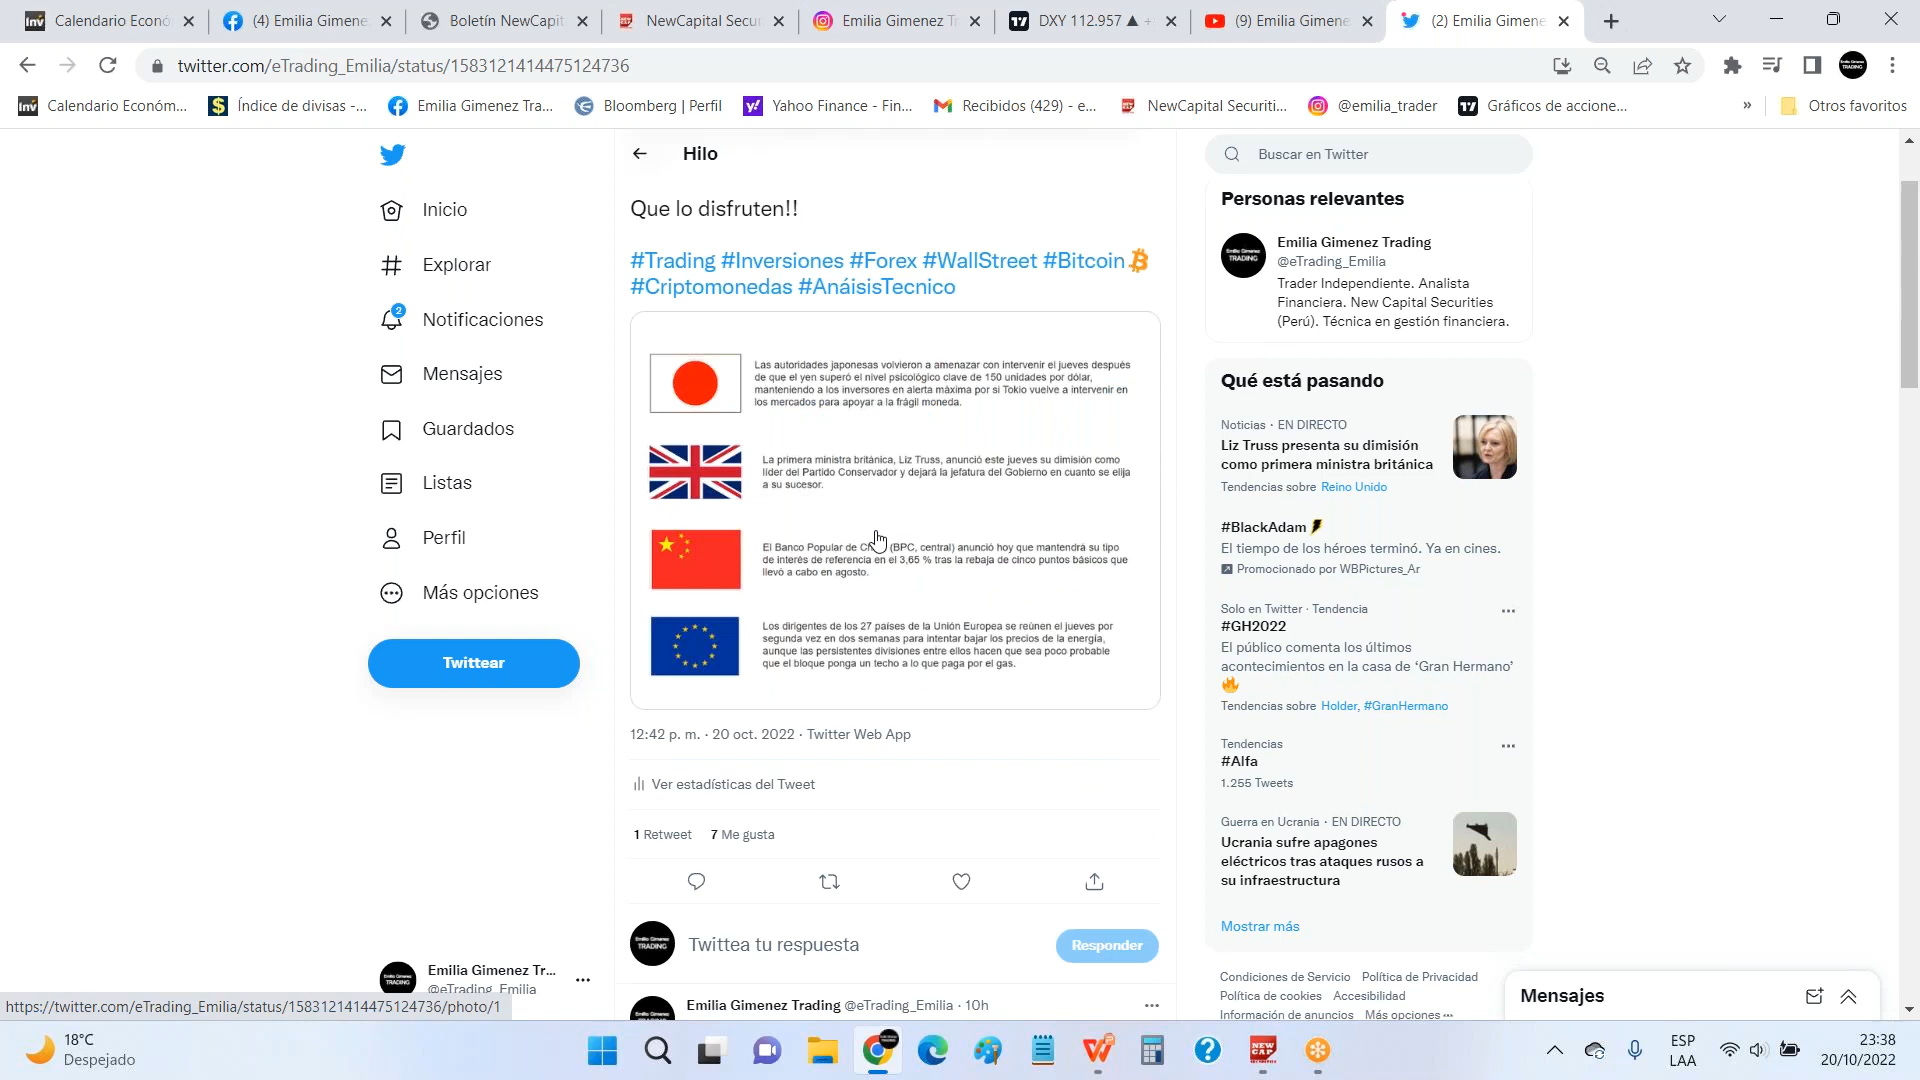 Calendario Econó
(4) Emilia Gimene
Boletín NewCapit
NewCapital Secu
Emilia Gimenez T
DXY 112.957 ▲ +
(9) Emilia Gimene
(2) Emilia Gimene
twitter.com/eTrading_Emilia/status/1583121414475124736
Calendario Económ...
Índice de divisas -...
Emilia Gimenez Tra...
Bloomberg | Perfil
Yahoo Finance - Fin...
Recibidos (429) - e...
NewCapital Securiti...
@emilia_trader
Gráficos de accione...
»
Otros favoritos
Inicio
Explorar
2
Notificaciones
Mensajes
Guardados
Listas
Perfil
Más opciones
Twittear
Emilia Gimenez Tr...
@eTrading_Emilia
https://twitter.com/eTrading_Emilia/status/1583121414475124736/photo/1
Hilo
Que lo disfruten!!
#Trading #Inversiones #Forex #WallStreet #Bitcoin
#Criptomonedas #AnáisisTecnico
Las autoridades japonesas volvieron a amenazar con intervenir el jueves después
de que el yen superó el nivel psicológico clave de 150 unidades por dólar,
manteniendo a los inversores en alerta máxima por si Tokio vuelve a intervenir en
los mercados para apoyar a la frágil moneda.
La primera ministra británica, Liz Truss, anunció este jueves su dimisión como
líder del Partido Conservador y dejará la jefatura del Gobierno en cuanto se elija
a su sucesor.
El Banco Popular de (BPC, central) anunció hoy que mantendrá su tipo
de interés de referencia en el 3,65 % tras la rebaja de cinco puntos básicos que
llevó a cabo en agosto.
Los dirigentes de los 27 países de la Unión Europea se reúnen el jueves por
segunda vez en dos semanas para intentar bajar los precios de la energía,
aunque las persistentes divisiones entre ellos hacen que sea poco probable
que el bloque ponga un techo a lo que paga por el gas.
12:42 p. m. · 20 oct. 2022 · Twitter Web App
Ver estadísticas del Tweet
1 Retweet 7 Me gusta
Twittea tu respuesta
Responder
Emilia Gimenez Trading @eTrading_Emilia · 10h
Buscar en Twitter
Personas relevantes
Emilia Gimenez Trading
@eTrading_Emilia
Trader Independiente. Analista
Financiera. New Capital Securities
(Perú). Técnica en gestión financiera.
Qué está pasando
Noticias · EN DIRECTO
Liz Truss presenta su dimisión
como primera ministra británica
Tendencias sobre Reino Unido
#BlackAdam
El tiempo de los héroes terminó. Ya en cines.
Promocionado por WBPictures_Ar
Solo en Twitter · Tendencia
#GH2022
El público comenta los últimos
acontecimientos en la casa de 'Gran Hermano'
Tendencias sobre Holder, #GranHermano
Tendencias
#Alfa
1.255 Tweets
Guerra en Ucrania · EN DIRECTO
Ucrania sufre apagones
eléctricos tras ataques rusos a
su infraestructura
Mostrar más
Condiciones de Servicio Política de Privacidad
Política de cookies Accesibilidad
Información de anuncios Más opciones ···
Mensajes
18°C
Despejado
ESP
LAA
23:38
20/10/2022